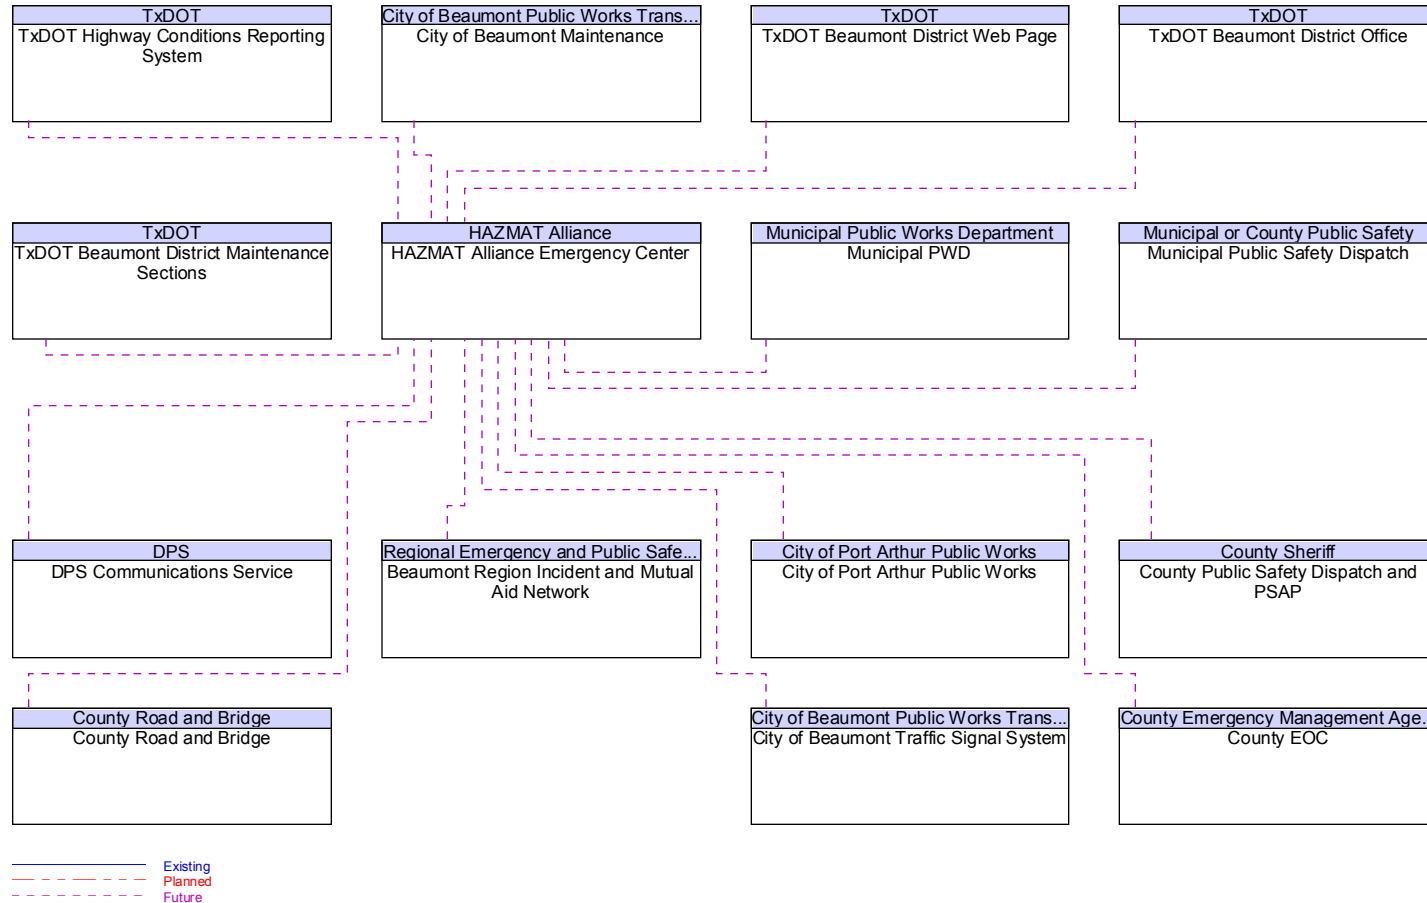 TxDOT
TxDOT Highway Conditions Reporting
System
City of Beaumont Public Works Trans...
City of Beaumont Maintenance
TxDOT
TxDOT Beaumont District Web Page
TxDOT
TxDOT Beaumont District Office
TxDOT
TxDOT Beaumont District Maintenance
Sections
HAZMAT Alliance
HAZMAT Alliance Emergency Center
Municipal Public Works Department
Municipal PWD
Municipal or County Public Safety
Municipal Public Safety Dispatch
DPS
DPS Communications Service
Regional Emergency and Public Safe...
Beaumont Region Incident and Mutual
Aid Network
City of Port Arthur Public Works
City of Port Arthur Public Works
County Sheriff
County Public Safety Dispatch and
PSAP
County Road and Bridge
County Road and Bridge
City of Beaumont Public Works Trans...
City of Beaumont Traffic Signal System
County Emergency Management Age..
County EOC
Existing
Planned
Future